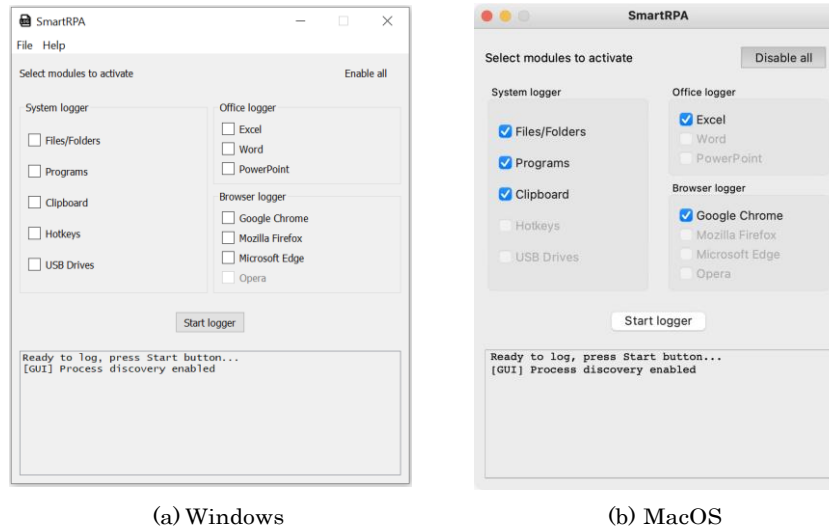 SmartRPA
File Help
Select modules to activate Enable all
System logger
Files/Folders
Programs
Clipboard
Hotkeys
USB Drives
Office logger
Excel
Word
PowerPoint
Browser logger
Google Chrome
Mozilla Firefox
Microsoft Edge
Opera
Start logger
Ready to log, press Start button...
[GUI] Process discovery enabled
(a) Windows
SmartRPA
Select modules to activate Disable all
System logger
Files/Folders
Programs
Clipboard
Hotkeys
USB Drives
Office logger
Excel
Word
PowerPoint
Browser logger
Google Chrome
Mozilla Firefox
Microsoft Edge
Opera
Start logger
Ready to log, press Start button...
[GUI] Process discovery enabled
(b) MacOS